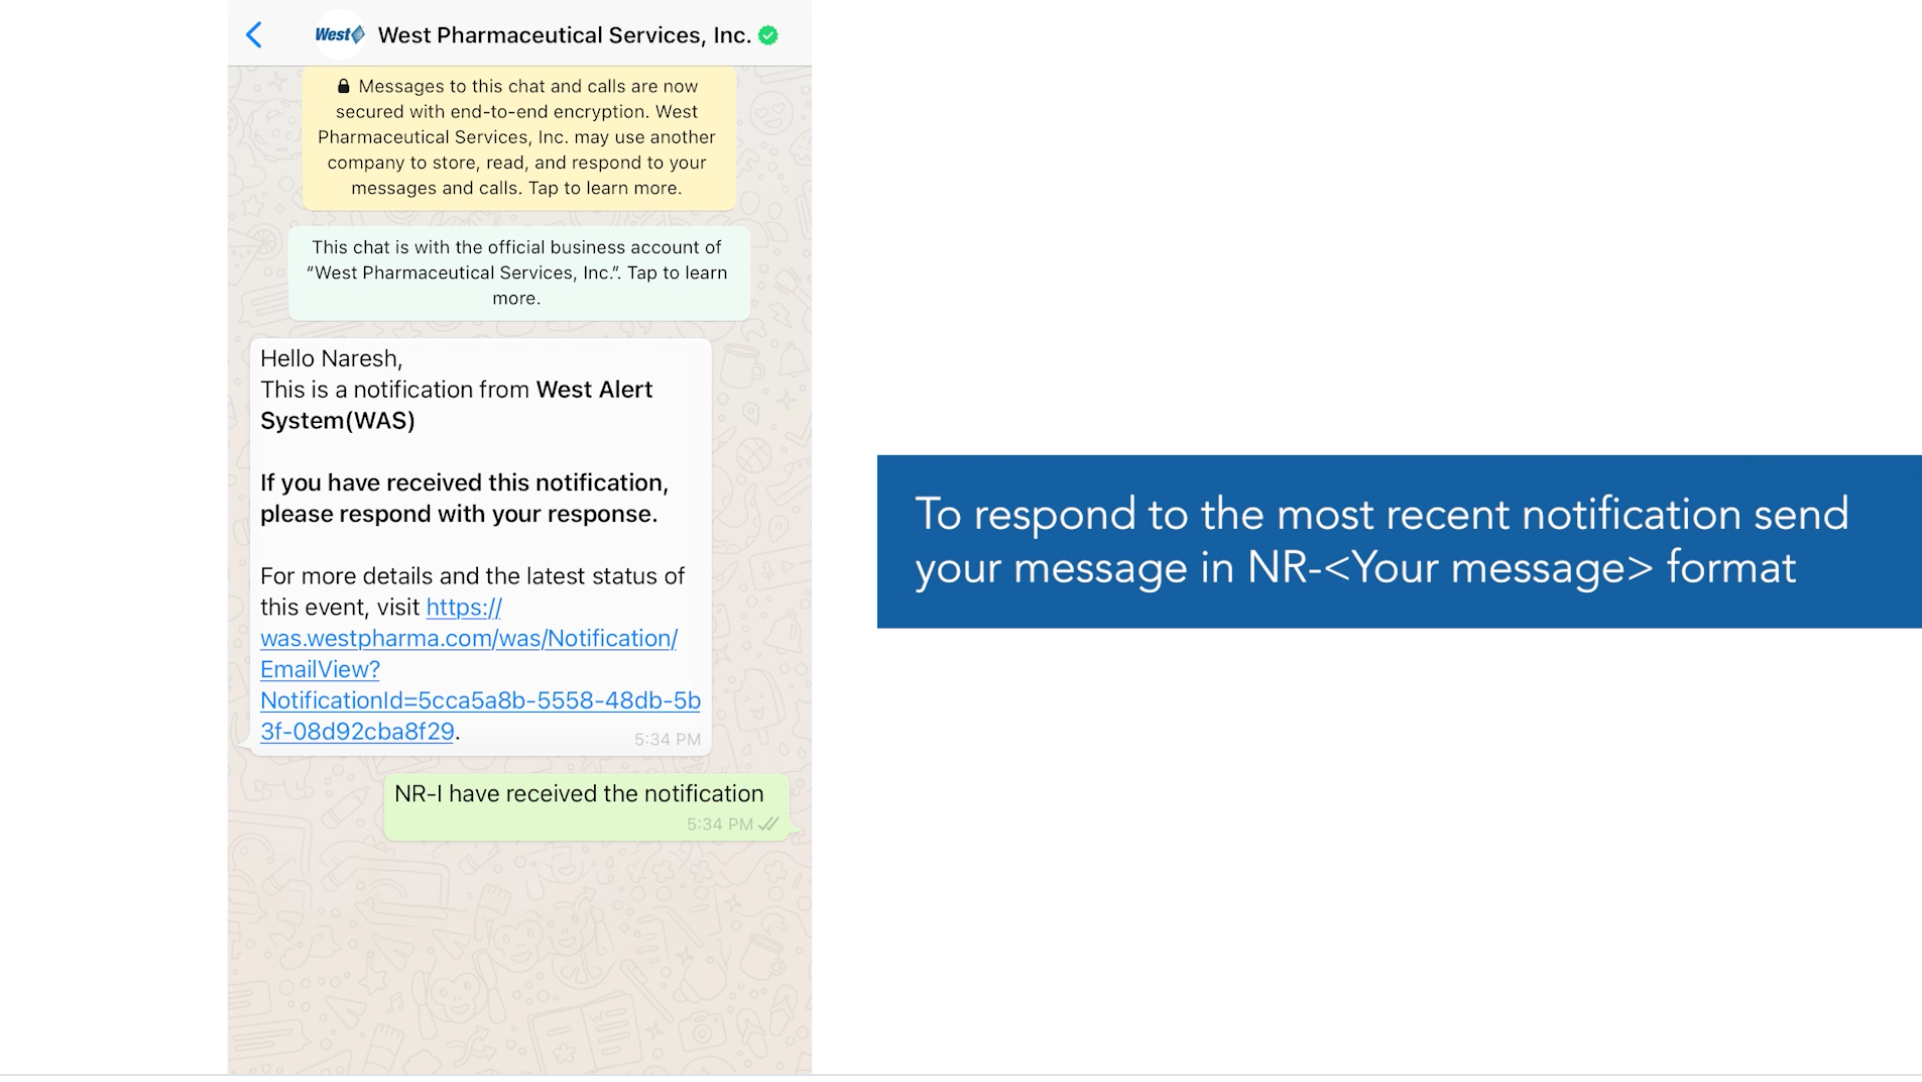 West
West Pharmaceutical Services, Inc.
Messages to this chat and calls are now
secured with end-to-end encryption. West
Pharmaceutical Services, Inc. may use another
company to store, read, and respond to your
messages and calls. Tap to learn more.
This chat is with the official business account of
“West Pharmaceutical Services, Inc.”. Tap to learn
more.
Hello Naresh,
This is a notification from West Alert
System(WAS)
If you have received this notification,
please respond with your response.
For more details and the latest status of
this event, visit https://
was.westpharma.com/was/Notification/
EmailView?
NotificationId=5cca5a8b-5558-48db-5b
3f-08d92cba8f29.
5:34 PM
NR-I have received the notification
5:34 PM
To respond to the most recent notification send
your message in NR-<Your message> format